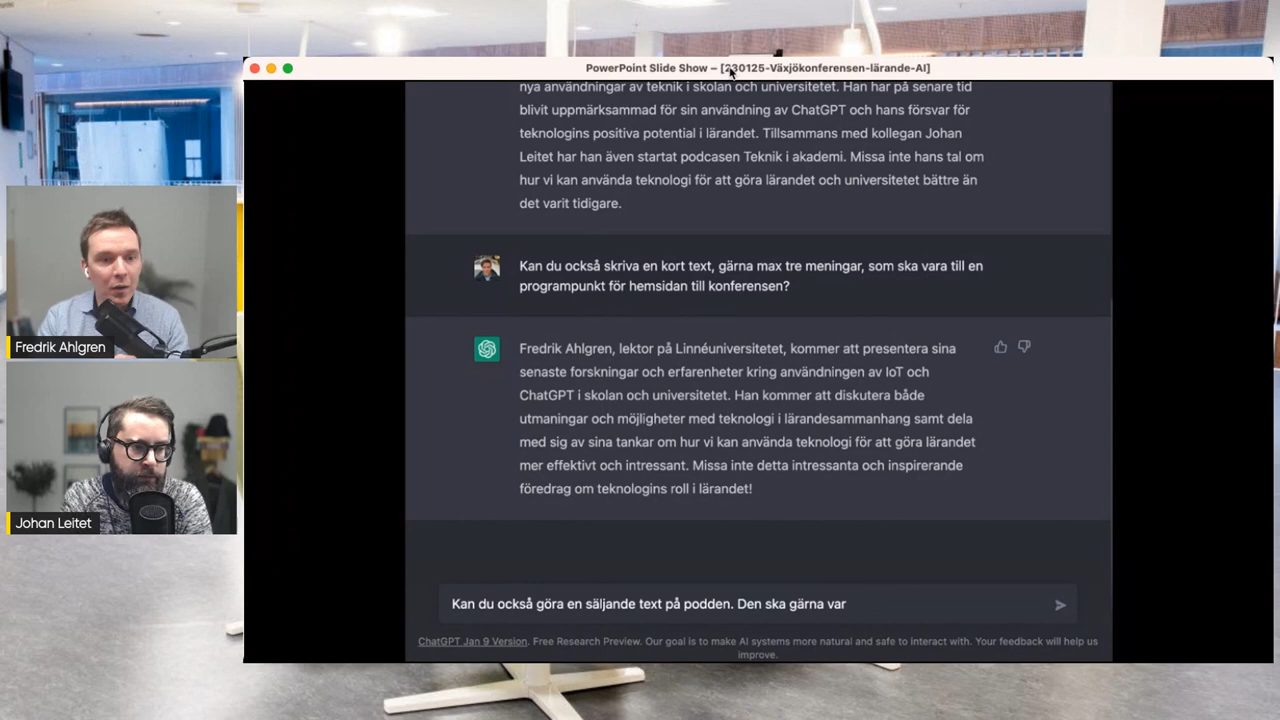 PowerPoint Slide Show – [230125-Växjökonferensen-lärande-AI]
nya användningar av teknik i skolan och universitetet. Han har på senare tid
blivit uppmärksammad för sin användning av ChatGPT och hans försvar för
teknologins positiva potential i lärandet. Tillsammans med kollegan Johan
Leitet har han även startat podcasen Teknik i akademi. Missa inte hans tal om
hur vi kan använda teknologi för att göra lärandet och universitetet bättre än
det varit tidigare.
Kan du också skriva en kort text, gärna max tre meningar, som ska vara till en
programpunkt för hemsidan till konferensen?
Fredrik Ahlgren, lektor på Linnéuniversitetet, kommer att presentera sina
senaste forskningar och erfarenheter kring användningen av IoT och
ChatGPT i skolan och universitetet. Han kommer att diskutera både
utmaningar och möjligheter med teknologi i lärandesammanhang samt dela
med sig av sina tankar om hur vi kan använda teknologi för att göra lärandet
mer effektivt och intressant. Missa inte detta intressanta och inspirerande
föredrag om teknologins roll i lärandet!
Kan du också göra en säljande text på podden. Den ska gärna var
ChatGPT Jan 9 Version. Free Research Preview. Our goal is to make AI systems more natural and safe to interact with. Your feedback will help us
improve.
Fredrik Ahlgren
Johan Leitet